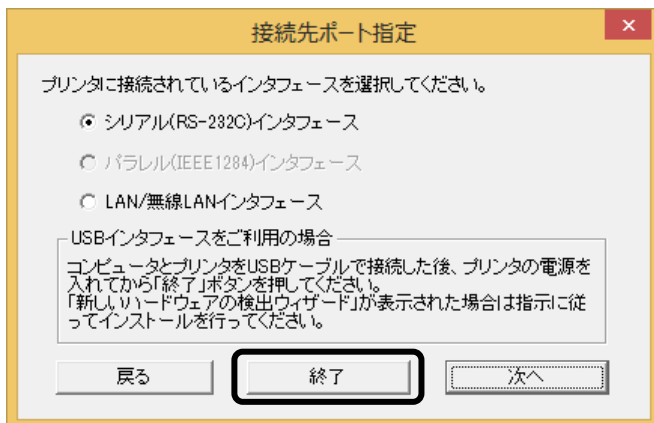 接続先ポート指定
プリンタに接続されているインタフェースを選択してください。
シリアル(RS-232C)インタフェース
パラレル(IEEE1284)インタフェース
LAN/無線LANインタフェース
USBインタフェースをご利用の場合
コンピュータとプリンタをUSBケーブルで接続した後、プリンタの電源を
入れてから「終了」ボタンを押してください。
「新しいハードウェアの検出ウィザード」が表示された場合は指示に従
ってインストールを行ってください。
戻る
終了
次へ